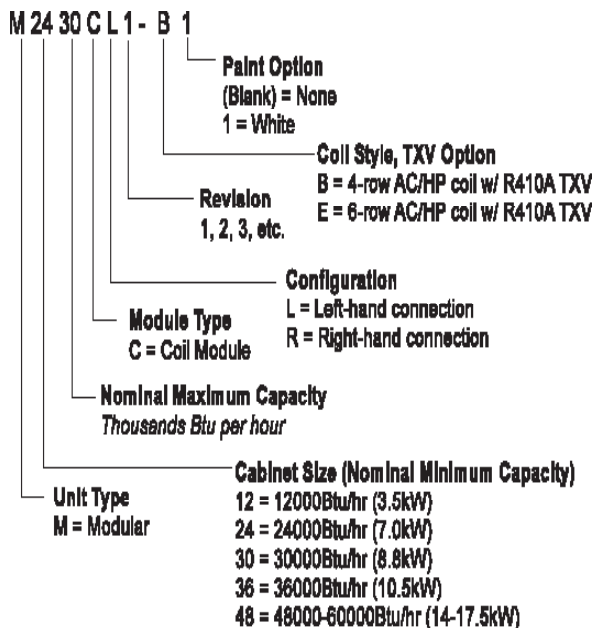 M 24 30 C L 1 - B 1
Paint Option
(Blank) = None
1 = White
Coil Style, TXV Option
B = 4-row AC/HP coil w/ R410A TXV
E = 6-row AC/HP coil w/ R410A TXV
Revision
1, 2, 3, etc.
Configuration
L = Left-hand connection
R = Right-hand connection
Module Type
C = Coil Module
Nominal Maximum Capacity
Thousands Btu per hour
Cabinet Size (Nominal Minimum Capacity)
12 = 12000Btu/hr (3.5kW)
24 = 24000Btu/hr (7.0kW)
30 = 30000Btu/hr (8.8kW)
36 = 36000Btu/hr (10.5kW)
48 = 48000-60000Btu/hr (14-17.5kW)
Unit Type
M = Modular